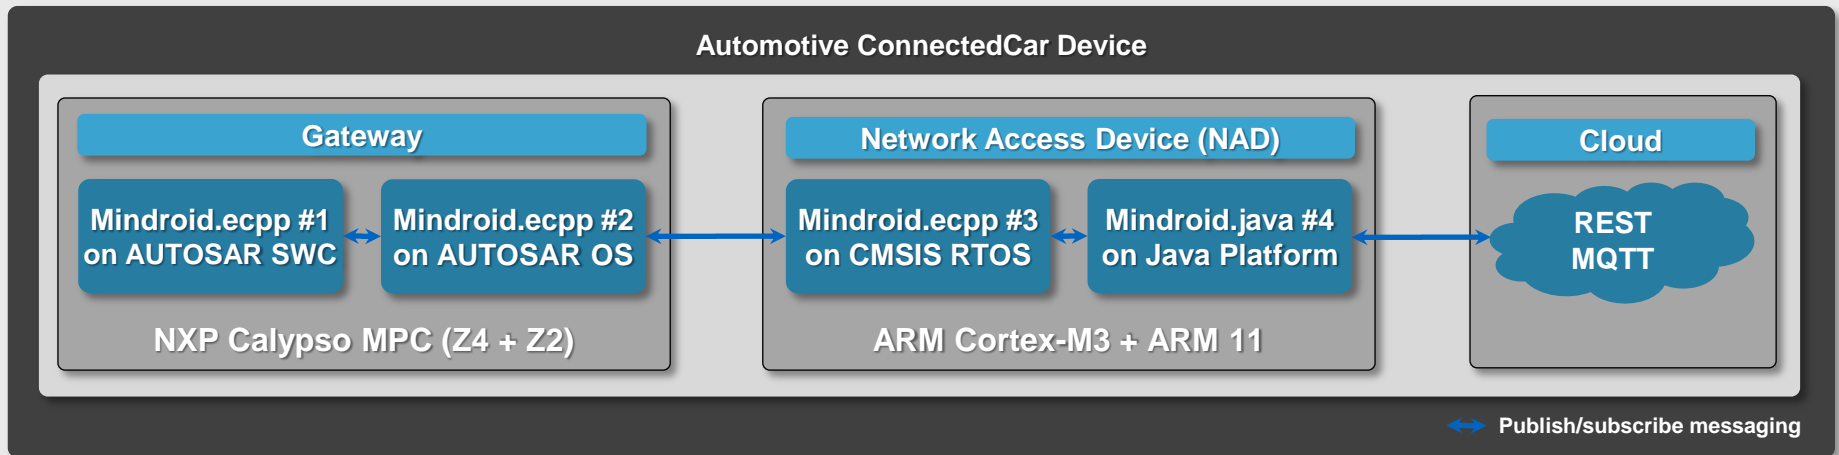 Automotive ConnectedCar Device
Gateway
Mindroid.ecpp #1
on AUTOSAR SWC
Mindroid.ecpp #2
on AUTOSAR OS
NXP Calypso MPC (Z4 + Z2)
Network Access Device (NAD)
Mindroid.ecpp #3
on CMSIS RTOS
Mindroid.java #4
on Java Platform
ARM Cortex-M3 + ARM 11
Cloud
REST
MQTT
Publish/subscribe messaging